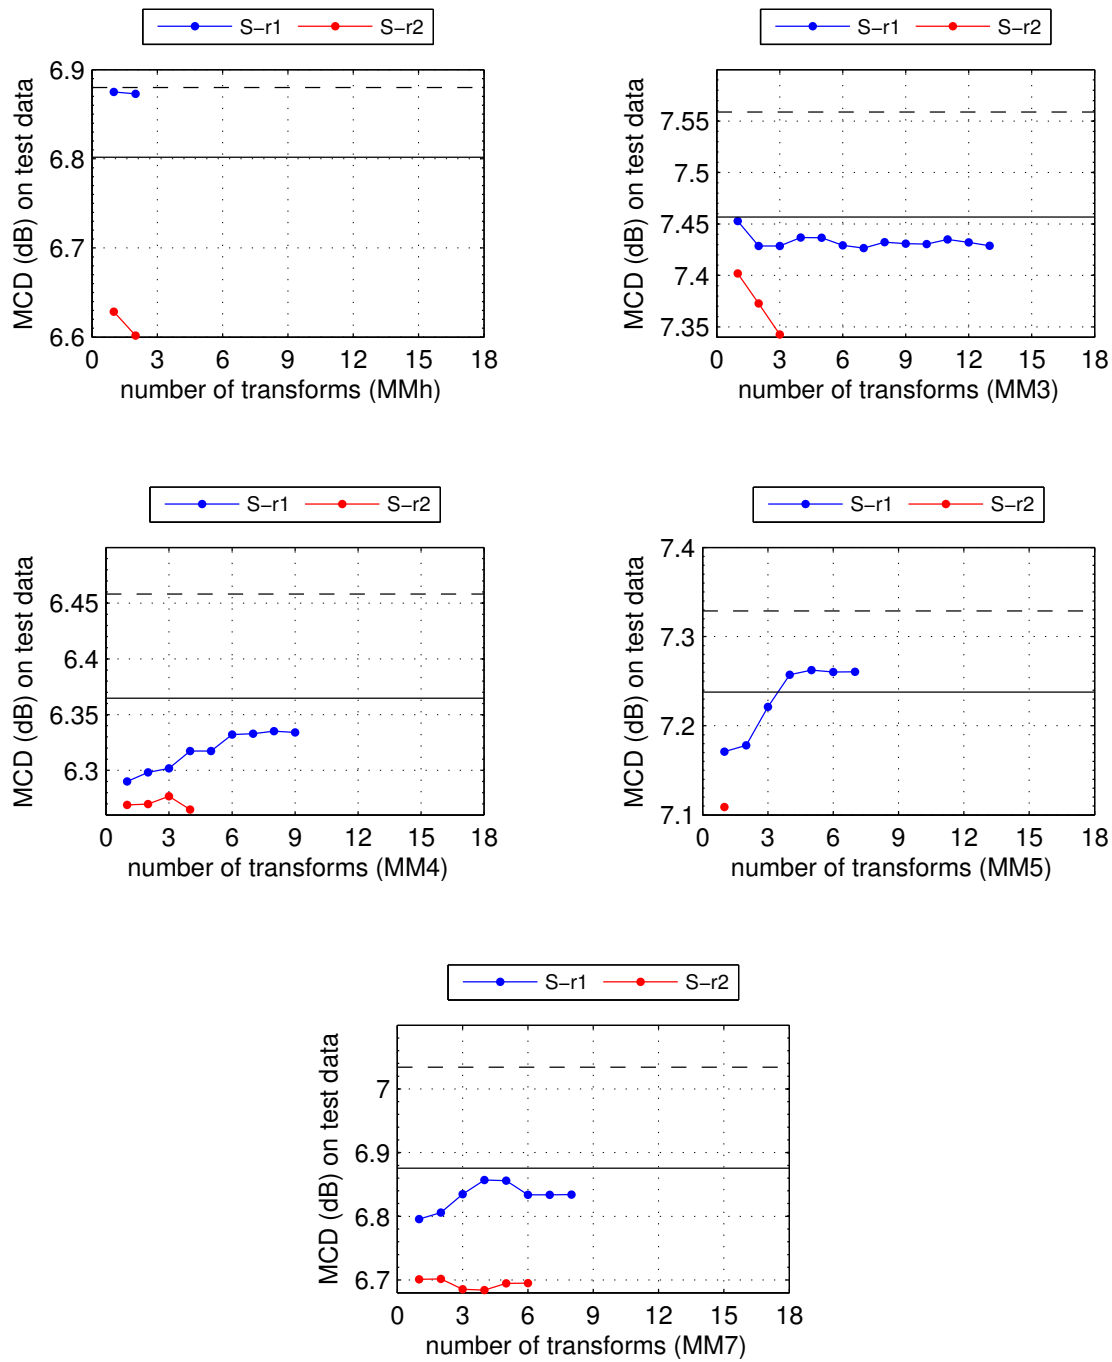 S-r1 S-r2
6.9
6.8
6.7
6.6
0 3 6 9 12 15 18
MCD (dB) on test data
number of transforms (MMh)
S-r1 S-r2
7.55
7.5
7.45
7.4
7.35
0 3 6 9 12 15 18
MCD (dB) on test data
number of transforms (MM3)
S-r1 S-r2
6.45
6.4
6.35
6.3
0 3 6 9 12 15 18
MCD (dB) on test data
number of transforms (MM4)
S-r1 S-r2
7.4
7.3
7.2
7.1
0 3 6 9 12 15 18
MCD (dB) on test data
number of transforms (MM5)
S-r1 S-r2
7
6.9
6.8
6.7
0 3 6 9 12 15 18
MCD (dB) on test data
number of transforms (MM7)